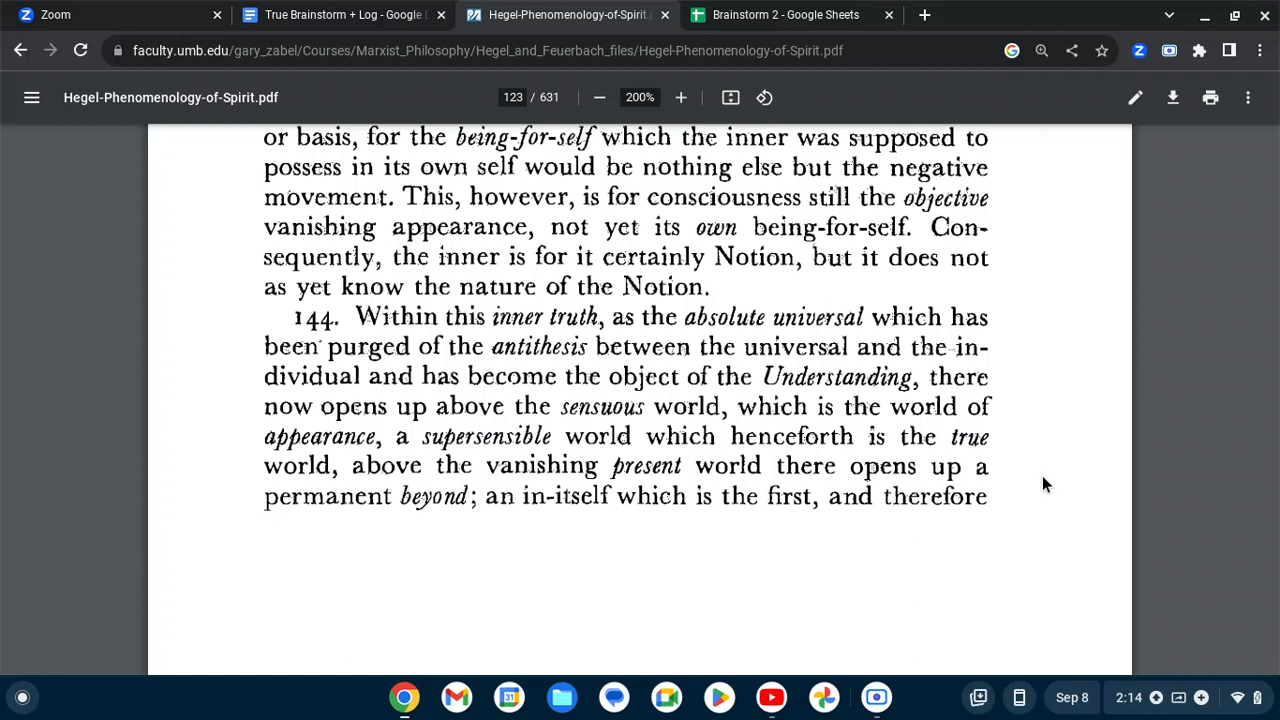 Zoom
True Brainstorm + Log - Google D
Hegel-Phenomenology-of-Spirit.
Brainstorm 2 - Google Sheets
faculty.umb.edu/gary_zabel/Courses/Marxist_Philosophy/Hegel_and_Feuerbach_files/Hegel-Phenomenology-of-Spirit.pdf
Hegel-Phenomenology-of-Spirit.pdf
123 / 631
200%
or basis, for the being-for-self which the inner was supposed to
possess in its own self would be nothing else but the negative
movement. This, however, is for consciousness still the objective
vanishing appearance, not yet its own being-for-self. Con-
sequently, the inner is for it certainly Notion, but it does not
as yet know the nature of the Notion.
144. Within this inner truth, as the absolute universal which has
been purged of the antithesis between the universal and the in-
dividual and has become the object of the Understanding, there
now opens up above the sensuous world, which is the world of
appearance, a supersensible world which henceforth is the true
world, above the vanishing present world there opens up a
permanent beyond; an in-itself which is the first, and therefore
31
Sep 8
2:14